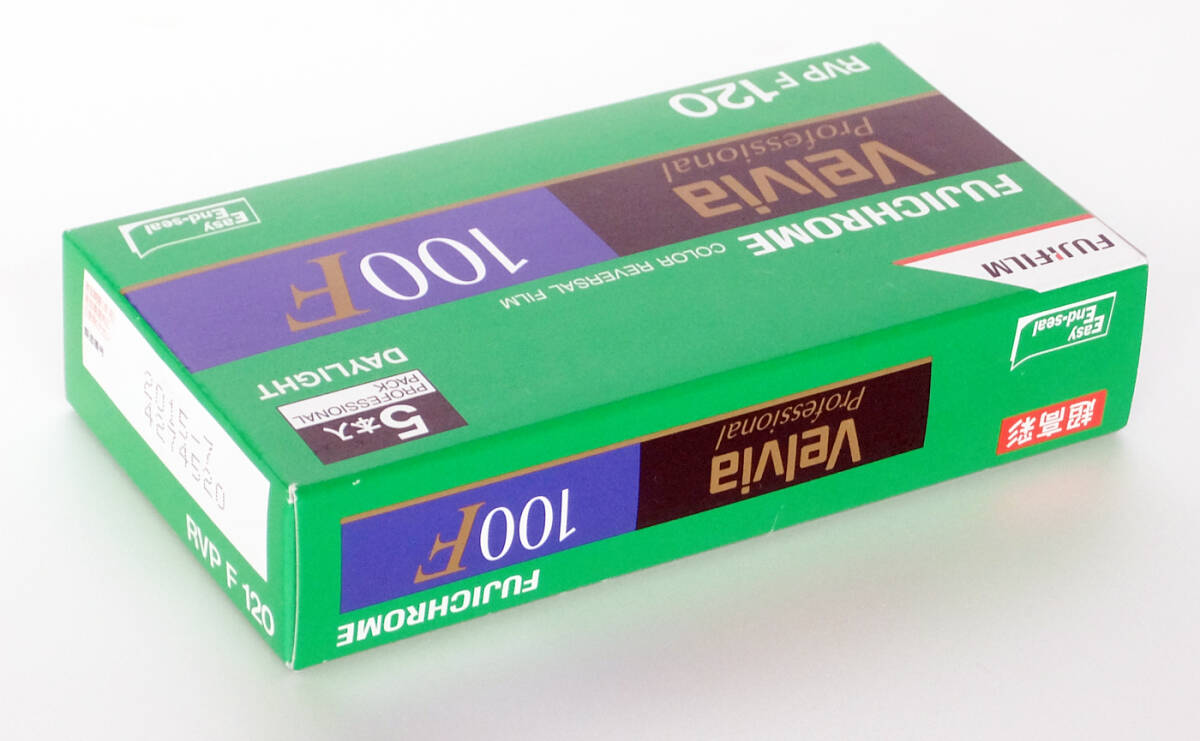 FUJIFILM
FUJICHROME
COLOR REVERSAL FILM
DAYLIGHT
Velvia
Professional
100F
RVP F 120
5本入
PROFESSIONAL
PACK
Easy
End-seal
Easy
End-seal
超高彩
Velvia
Professional
100F
FUJICHROME
RVP F 120